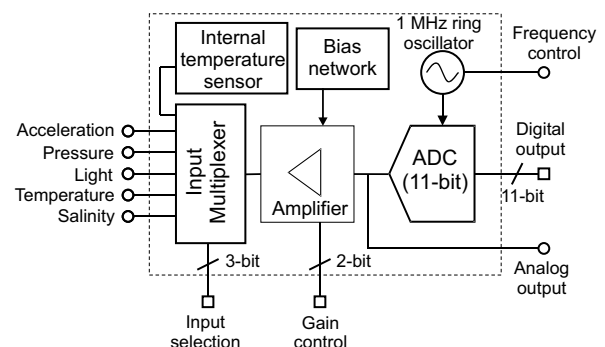 Internal
temperature
sensor
Bias
network
1 MHz ring
oscillator
Frequency
control
Acceleration
Pressure
Light
Temperature
Salinity
Input
Multiplexer
Amplifier
ADC
(11-bit)
Digital
output
11-bit
3-bit
2-bit
Analog
output
Input
selection
Gain
control